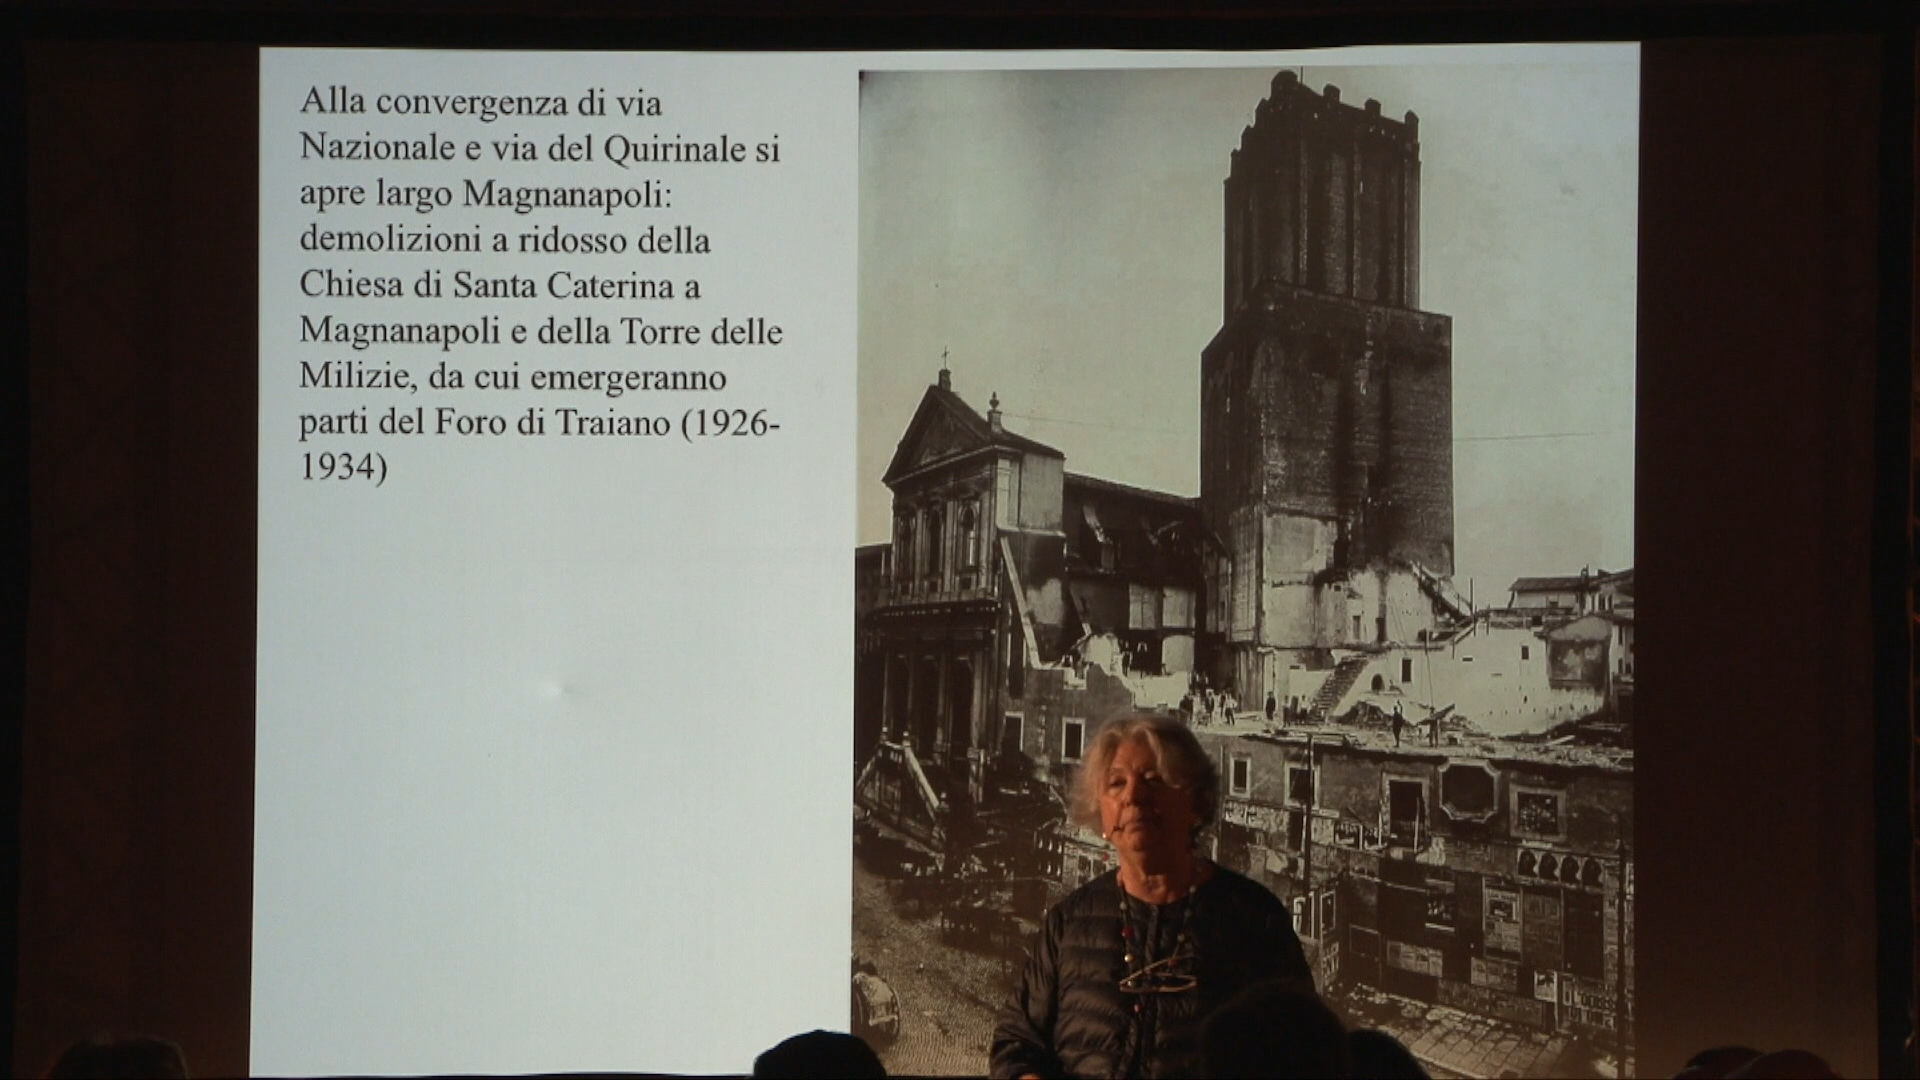 Alla convergenza di via
Nazionale e via del Quirinale si
apre largo Magnanapoli:
demolizioni a ridosso della
Chiesa di Santa Caterina a
Magnanapoli e della Torre delle
Milizie, da cui emergeranno
parti del Foro di Traiano (1926-
1934)